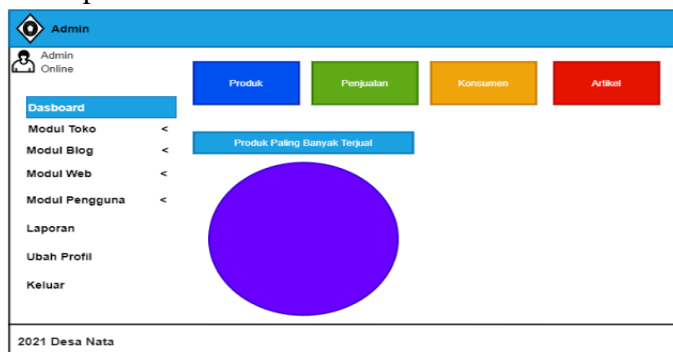 Admin
Admin
Online
Produk
Penjualan
Konsumen
Artikel
Dasboard
Modul Toko <
Modul Blog <
Modul Web <
Modul Pengguna <
Laporan
Ubah Profil
Keluar
Produk Paling Banyak Terjual
2021 Desa Nata